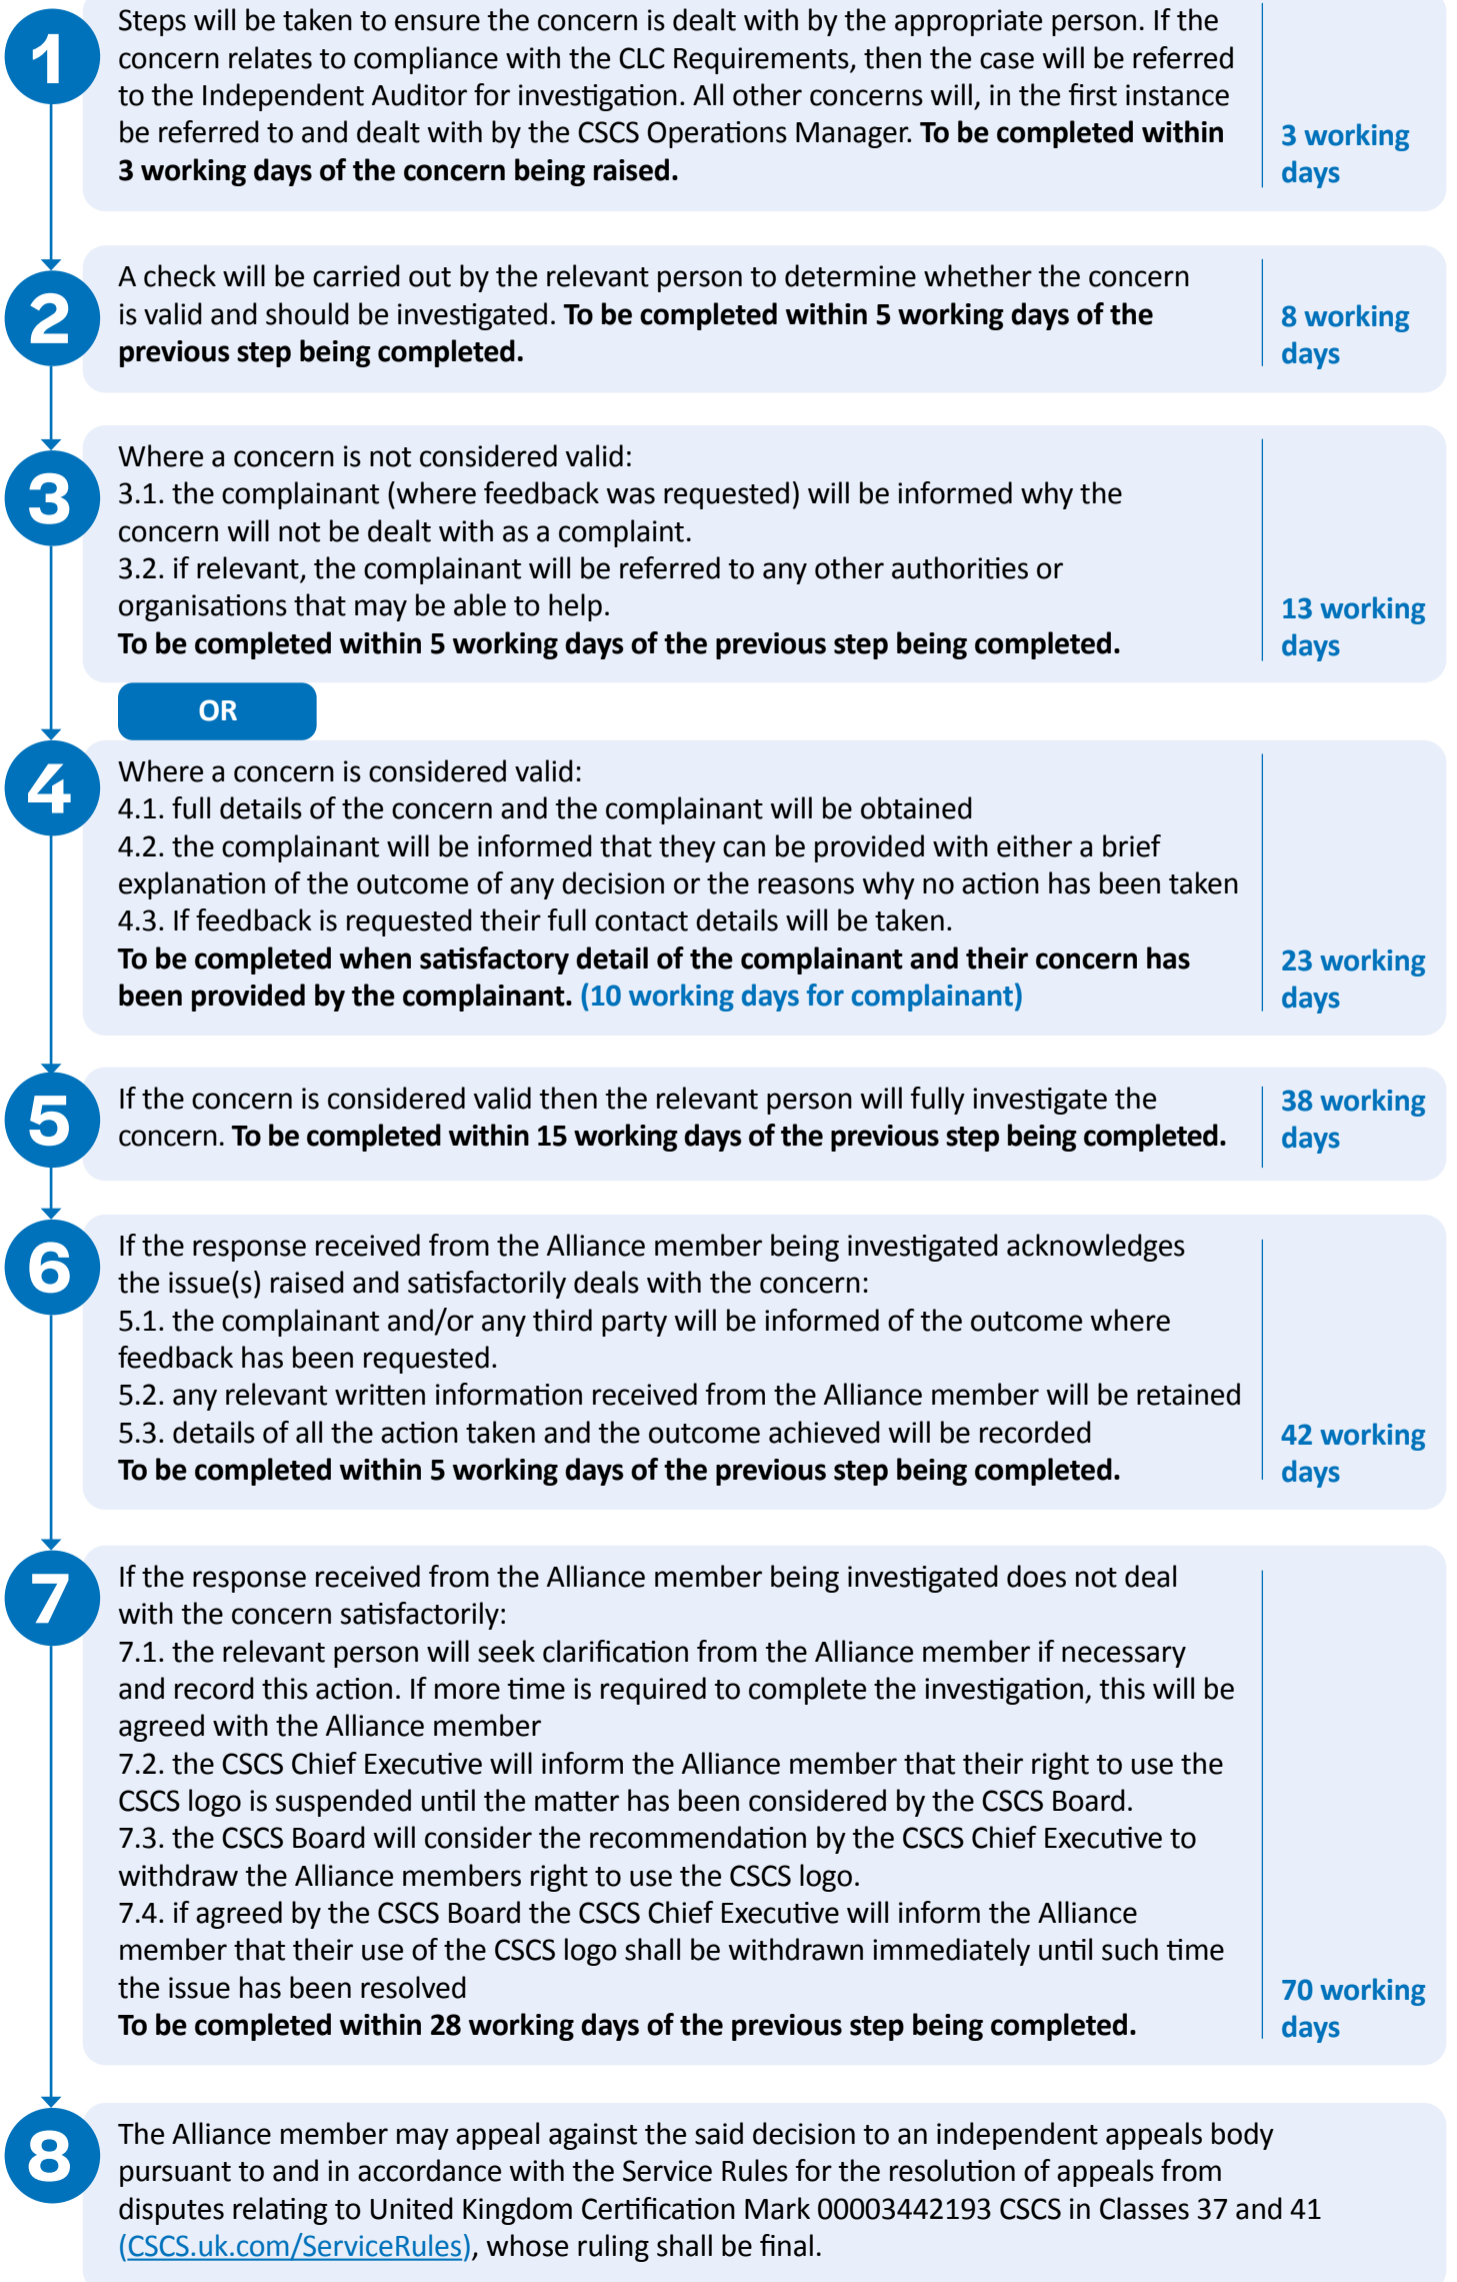 1
Steps will be taken to ensure the concern is dealt with by the appropriate person. If the
concern relates to compliance with the CLC Requirements, then the case will be referred
to the Independent Auditor for investigation. All other concerns will, in the first instance
be referred to and dealt with by the CSCS Operations Manager. To be completed within
3 working days of the concern being raised.
3 working
days
2
A check will be carried out by the relevant person to determine whether the concern
is valid and should be investigated. To be completed within 5 working days of the
previous step being completed.
8 working
days
3
Where a concern is not considered valid:
3.1. the complainant (where feedback was requested) will be informed why the
concern will not be dealt with as a complaint.
3.2. if relevant, the complainant will be referred to any other authorities or
organisations that may be able to help.
To be completed within 5 working days of the previous step being completed.
13 working
days
OR
4
Where a concern is considered valid:
4.1. full details of the concern and the complainant will be obtained
4.2. the complainant will be informed that they can be provided with either a brief
explanation of the outcome of any decision or the reasons why no action has been taken
4.3. If feedback is requested their full contact details will be taken.
To be completed when satisfactory detail of the complainant and their concern has
been provided by the complainant. (10 working days for complainant)
23 working
days
5
If the concern is considered valid then the relevant person will fully investigate the
concern. To be completed within 15 working days of the previous step being completed.
38 working
days
6
If the response received from the Alliance member being investigated acknowledges
the issue(s) raised and satisfactorily deals with the concern:
5.1. the complainant and/or any third party will be informed of the outcome where
feedback has been requested.
5.2. any relevant written information received from the Alliance member will be retained
5.3. details of all the action taken and the outcome achieved will be recorded
To be completed within 5 working days of the previous step being completed.
42 working
days
7
If the response received from the Alliance member being investigated does not deal
with the concern satisfactorily:
7.1. the relevant person will seek clarification from the Alliance member if necessary
and record this action. If more time is required to complete the investigation, this will be
agreed with the Alliance member
7.2. the CSCS Chief Executive will inform the Alliance member that their right to use the
CSCS logo is suspended until the matter has been considered by the CSCS Board.
7.3. the CSCS Board will consider the recommendation by the CSCS Chief Executive to
withdraw the Alliance members right to use the CSCS logo.
7.4. if agreed by the CSCS Board the CSCS Chief Executive will inform the Alliance
member that their use of the CSCS logo shall be withdrawn immediately until such time
the issue has been resolved
To be completed within 28 working days of the previous step being completed.
70 working
days
8
The Alliance member may appeal against the said decision to an independent appeals body
pursuant to and in accordance with the Service Rules for the resolution of appeals from
disputes relating to United Kingdom Certification Mark 00003442193 CSCS in Classes 37 and 41
(CSCS.uk.com/ServiceRules), whose ruling shall be final.